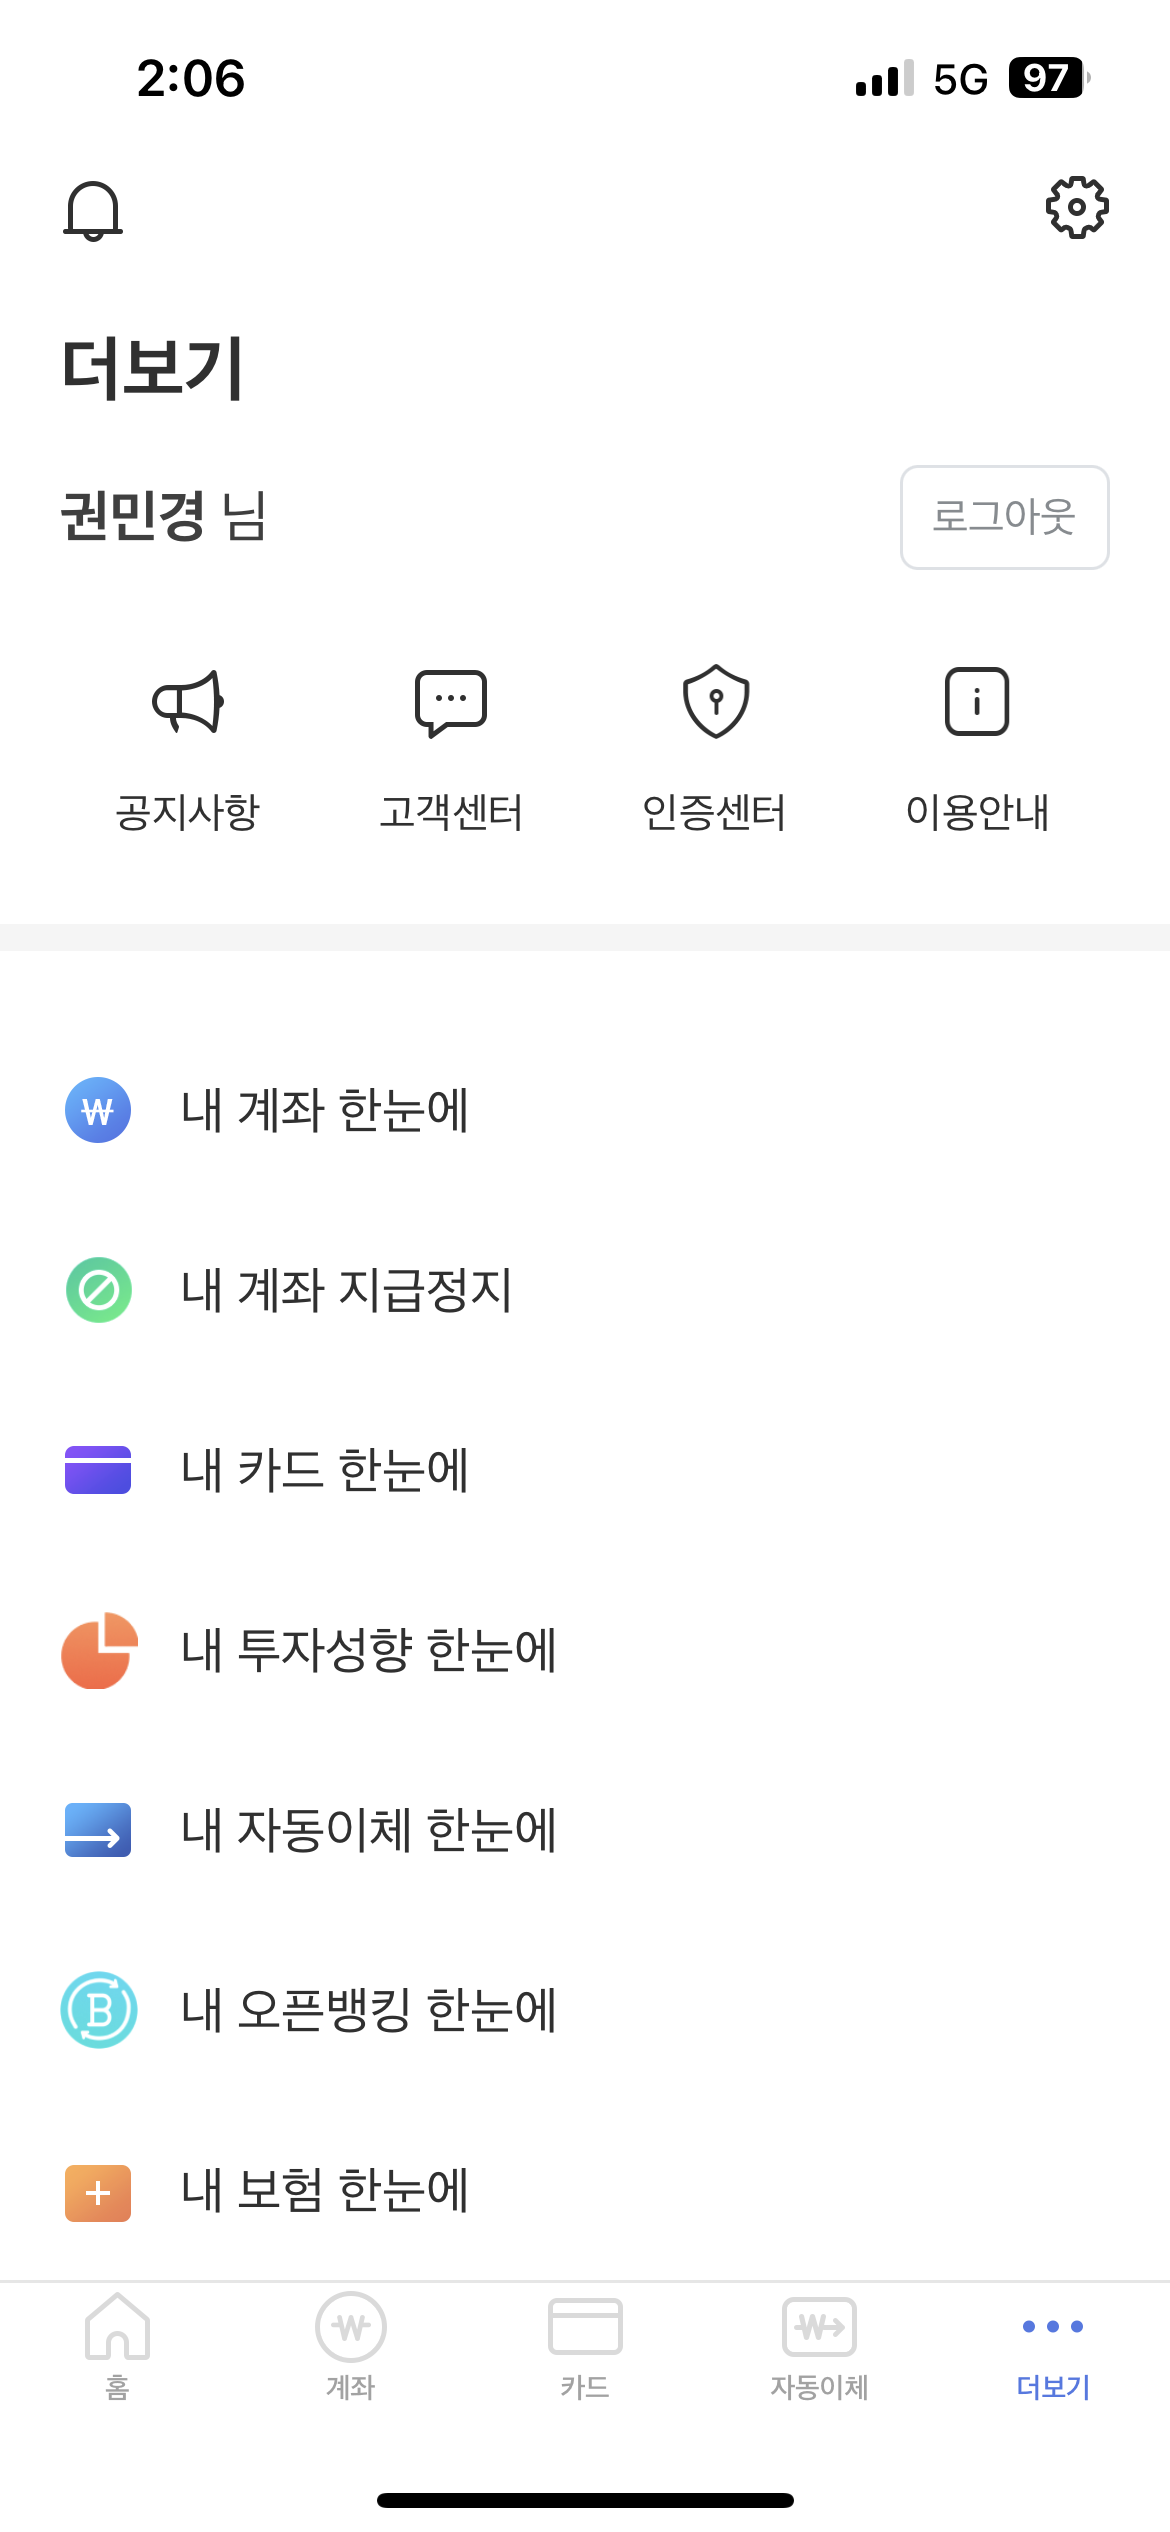 2:06 5G 97
더보기
권민경 님 로그아웃
공지사항 고객센터 인증센터 이용안내
내 계좌 한눈에
내 계좌 지급정지
내 카드 한눈에
내 투자성향 한눈에
내 자동이체 한눈에
내 오픈뱅킹 한눈에
내 보험 한눈에
홈 계좌 카드 자동이체 더보기